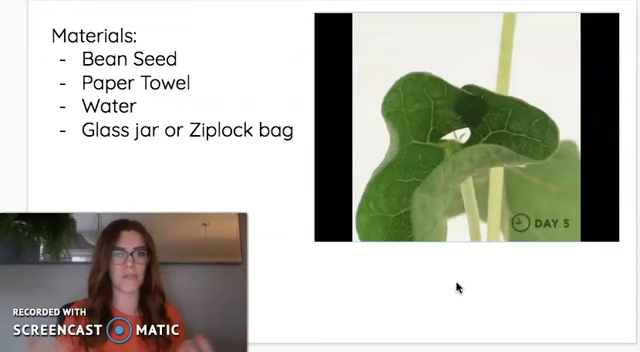 Materials:
- Bean Seed
- Paper Towel
- Water
- Glass jar or Ziplock bag
DAY 5
RECORDED WITH
SCREENCAST MATIC